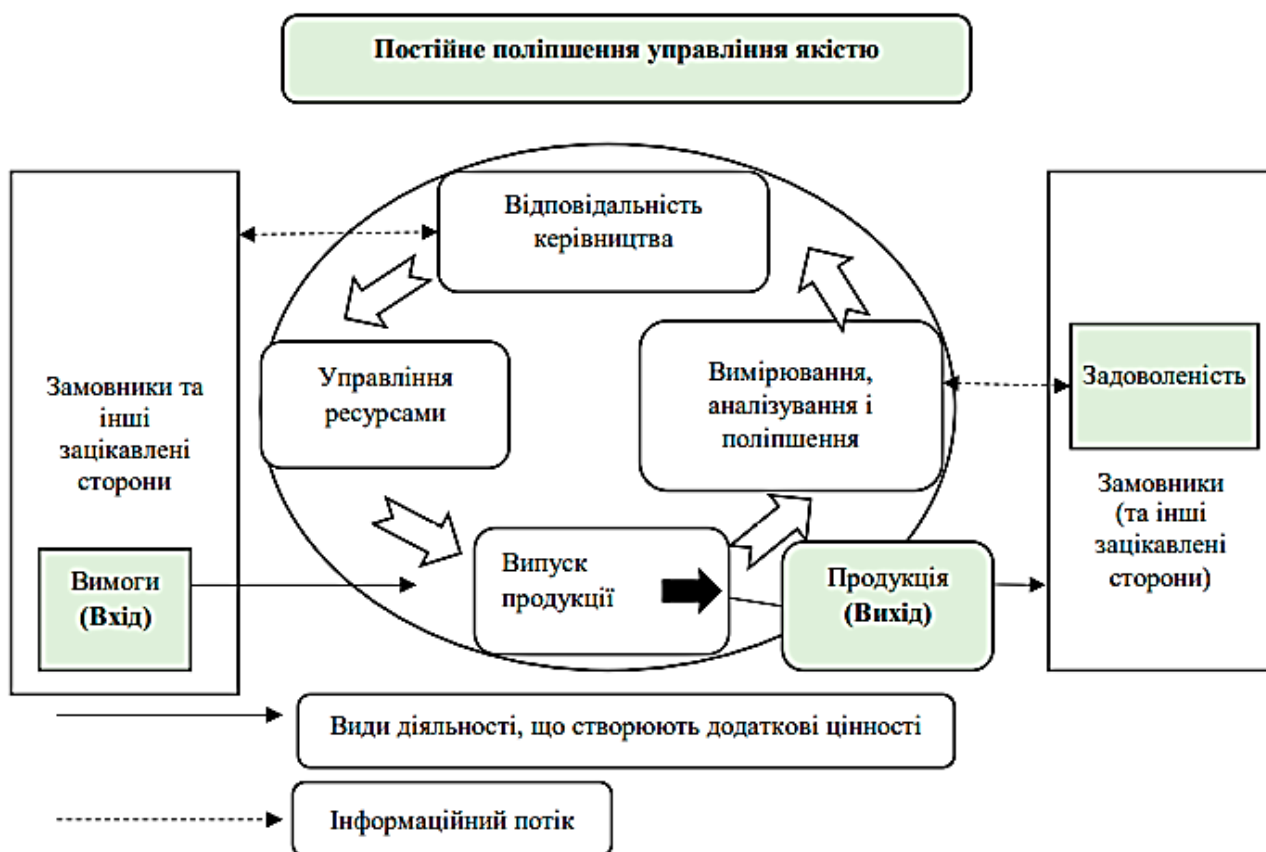 Постійне поліпшення управління якістю
Відповідальність
керівництва
Управління
ресурсами
Вимірювання,
аналізування і
поліпшення
Задоволеність
Замовники та
інші
зацікавлені
сторони
Замовники
(та інші
зацікавлені
сторони)
Вимоги
(Вхід)
Випуск
продукції
Продукція
(Вихід)
Види діяльності, що створюють додаткові цінності
Інформаційний потік